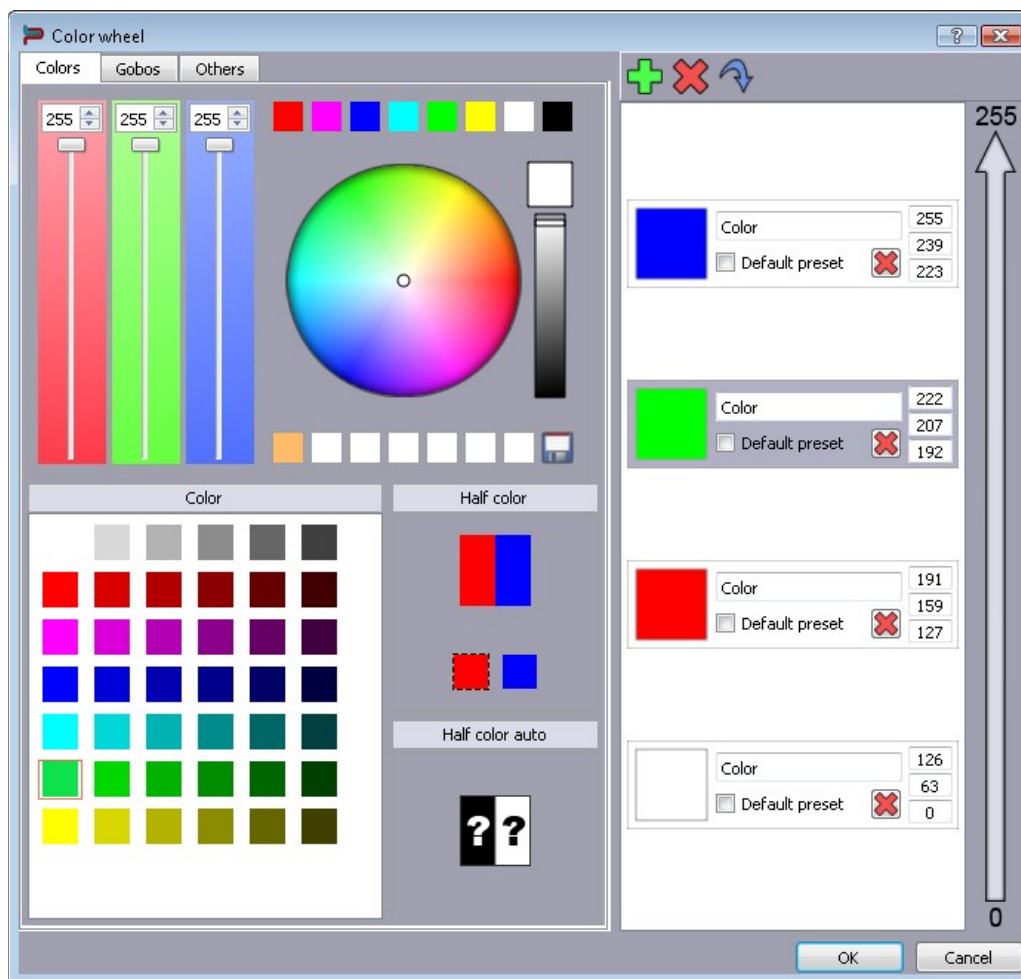 Color wheel
Colors Gobos Others
255 255 255
Color
Half color
Half color auto
? ?
255
Color
Default preset
255
239
223
Color
Default preset
222
207
192
Color
Default preset
191
159
127
Color
Default preset
126
63
0
0
OK Cancel